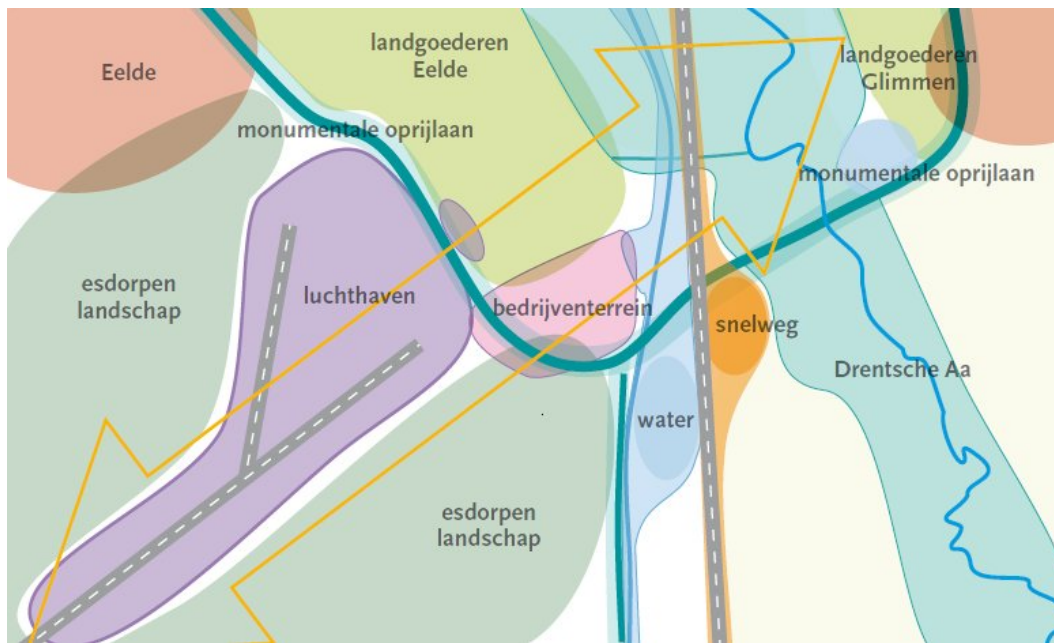 landgoederen
Eelde
Eelde
landgoederen
Glimmen
monumentale oprijlaan
monumentale oprijlaan
esdorpen
landschap
luchthaven
bedrijventerrein
snelweg
Drentsche Aa
water
esdorpen
landschap